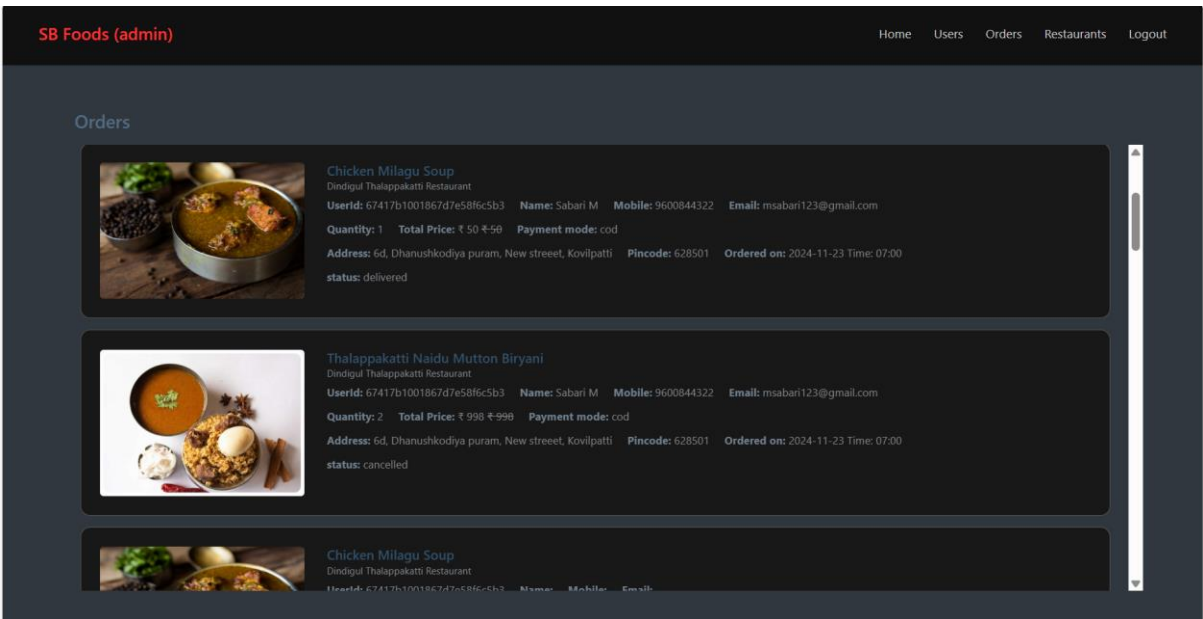 SB Foods (admin)
Home Users Orders Restaurants Logout
Orders
Chicken Milagu Soup
Dindigul Thalappakatti Restaurant
UserId: 67417b1001867d7e58f6c5b3 Name: Sabari M Mobile: 9600844322 Email: msabari123@gmail.com
Quantity: 1 Total Price: ₹ 50 ₹ 50 Payment mode: cod
Address: 6d, Dhanushkodiya puram, New streeet, Kovilpatti Pincode: 628501 Ordered on: 2024-11-23 Time: 07:00
status: delivered
Thalappakatti Naidu Mutton Biryani
Dindigul Thalappakatti Restaurant
UserId: 67417b1001867d7e58f6c5b3 Name: Sabari M Mobile: 9600844322 Email: msabari123@gmail.com
Quantity: 2 Total Price: ₹ 998 ₹ 998 Payment mode: cod
Address: 6d, Dhanushkodiya puram, New streeet, Kovilpatti Pincode: 628501 Ordered on: 2024-11-23 Time: 07:00
status: cancelled
Chicken Milagu Soup
Dindigul Thalappakatti Restaurant
UserId: 67417b1001867d7e58f6c5b3 Name: Mobile: Email: